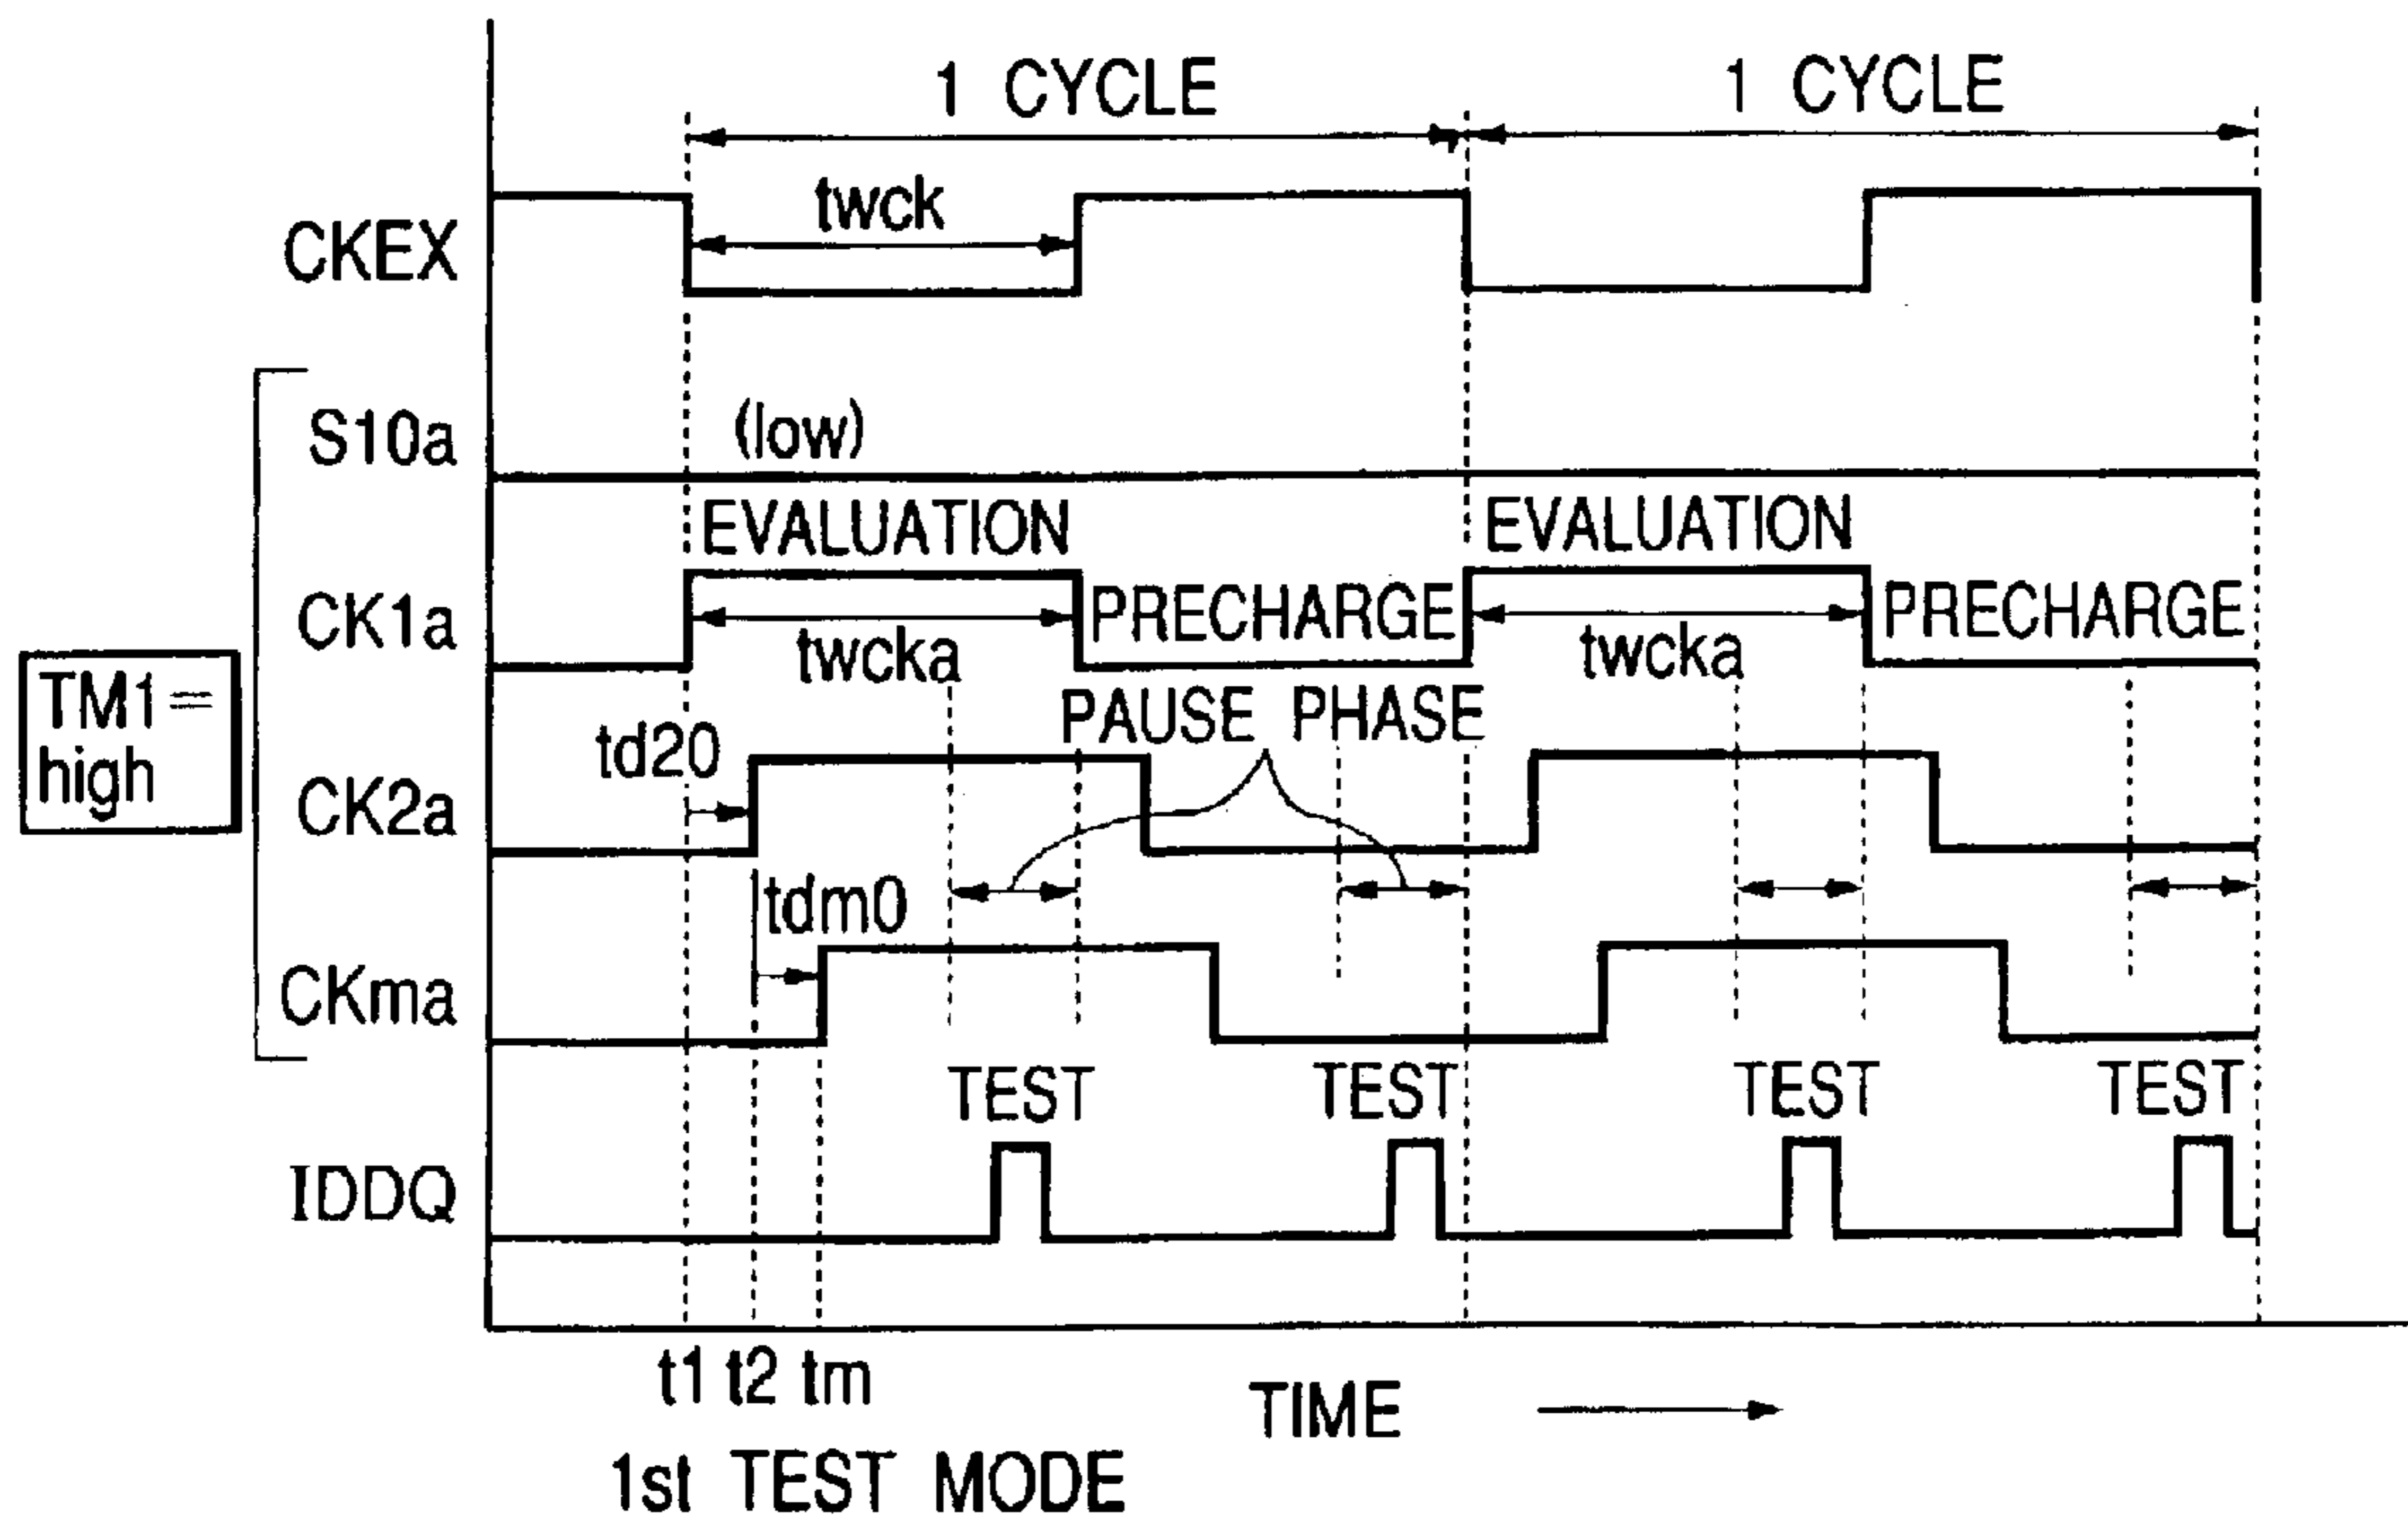 1 CYCLE
1 CYCLE
twck
CKEX
S10a
(low)
EVALUATION
EVALUATION
CK1a
PRECHARGE
PRECHARGE
twcka
twcka
TM1=
high
PAUSE PHASE
td20
CK2a
tdm0
CKma
TEST
TEST
TEST
TEST
IDDQ
t1 t2 tm
TIME
1st TEST MODE